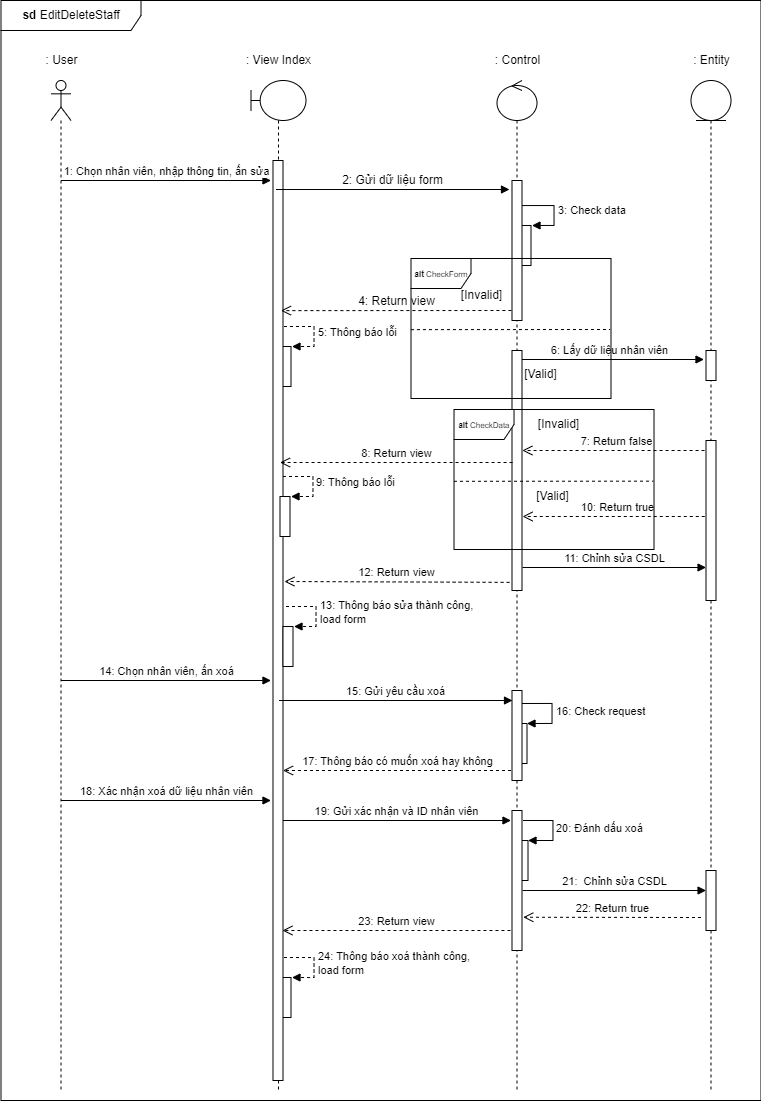 sd EditDeleteStaff
: User
: View Index
: Control
: Entity
1: Chọn nhân viên, nhập thông tin, ấn sửa
2: Gửi dữ liệu form
3: Check data
alt CheckForm
[Invalid]
4: Return view
5: Thông báo lỗi
6: Lấy dữ liệu nhân viên
[Valid]
alt CheckData
[Invalid]
7: Return false
8: Return view
9: Thông báo lỗi
[Valid]
10: Return true
11: Chỉnh sửa CSDL
12: Return view
13: Thông báo sửa thành công,
load form
14: Chọn nhân viên, ấn xoá
15: Gửi yêu cầu xoá
16: Check request
17: Thông báo có muốn xoá hay không
18: Xác nhận xoá dữ liệu nhân viên
19: Gửi xác nhận và ID nhân viên
20: Đánh dấu xoá
21: Chỉnh sửa CSDL
22: Return true
23: Return view
24: Thông báo xoá thành công,
load form